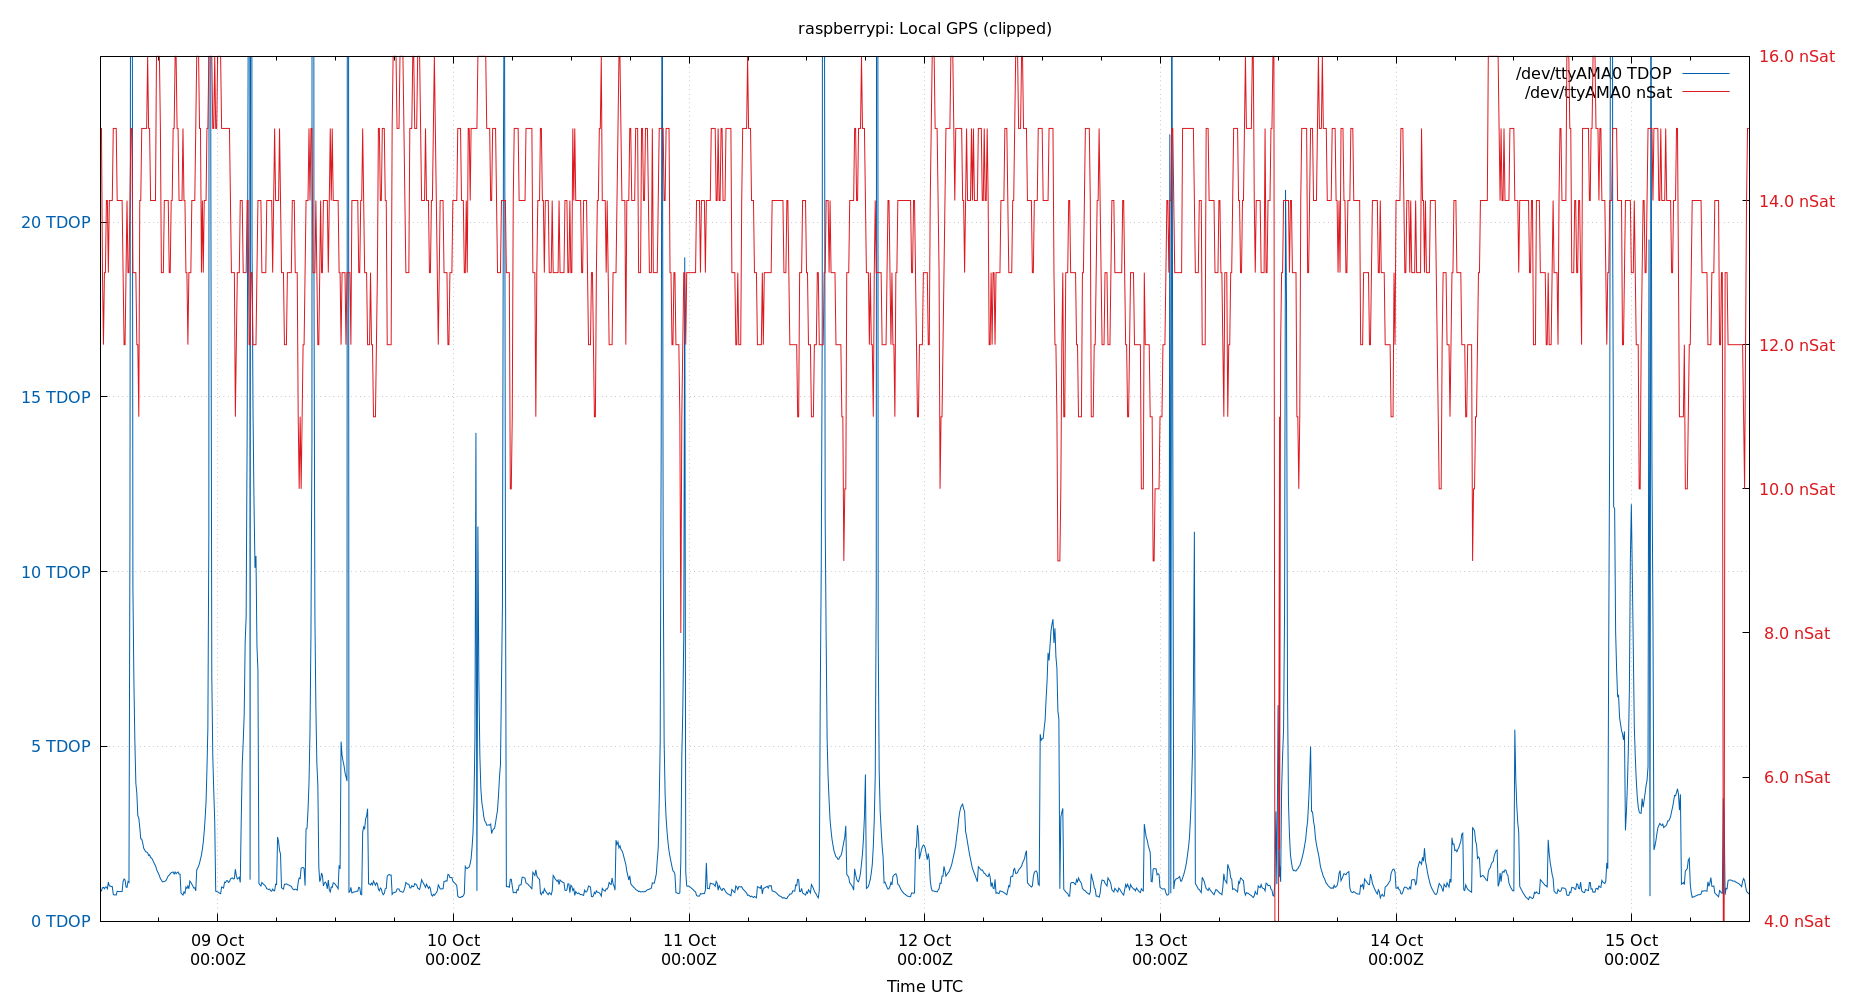 raspberrypi: Local GPS (clipped)
16.0 nSat
/dev/ttyAMA0 TDOP
/dev/ttyAMA0 nSat
14.0 nSat
20 TDOP
12.0 nSat
15 TDOP
10.0 nSat
10 TDOP
8.0 nSat
5 TDOP
6.0 nSat
0 TDOP
4.0 nSat
09 Oct 10 Oct 11 Oct 12 Oct 13 Oct 14 Oct 15 Oct
00:00Z 00:00Z 00:00Z 00:00Z 00:00Z 00:00Z 00:00Z
Time UTC